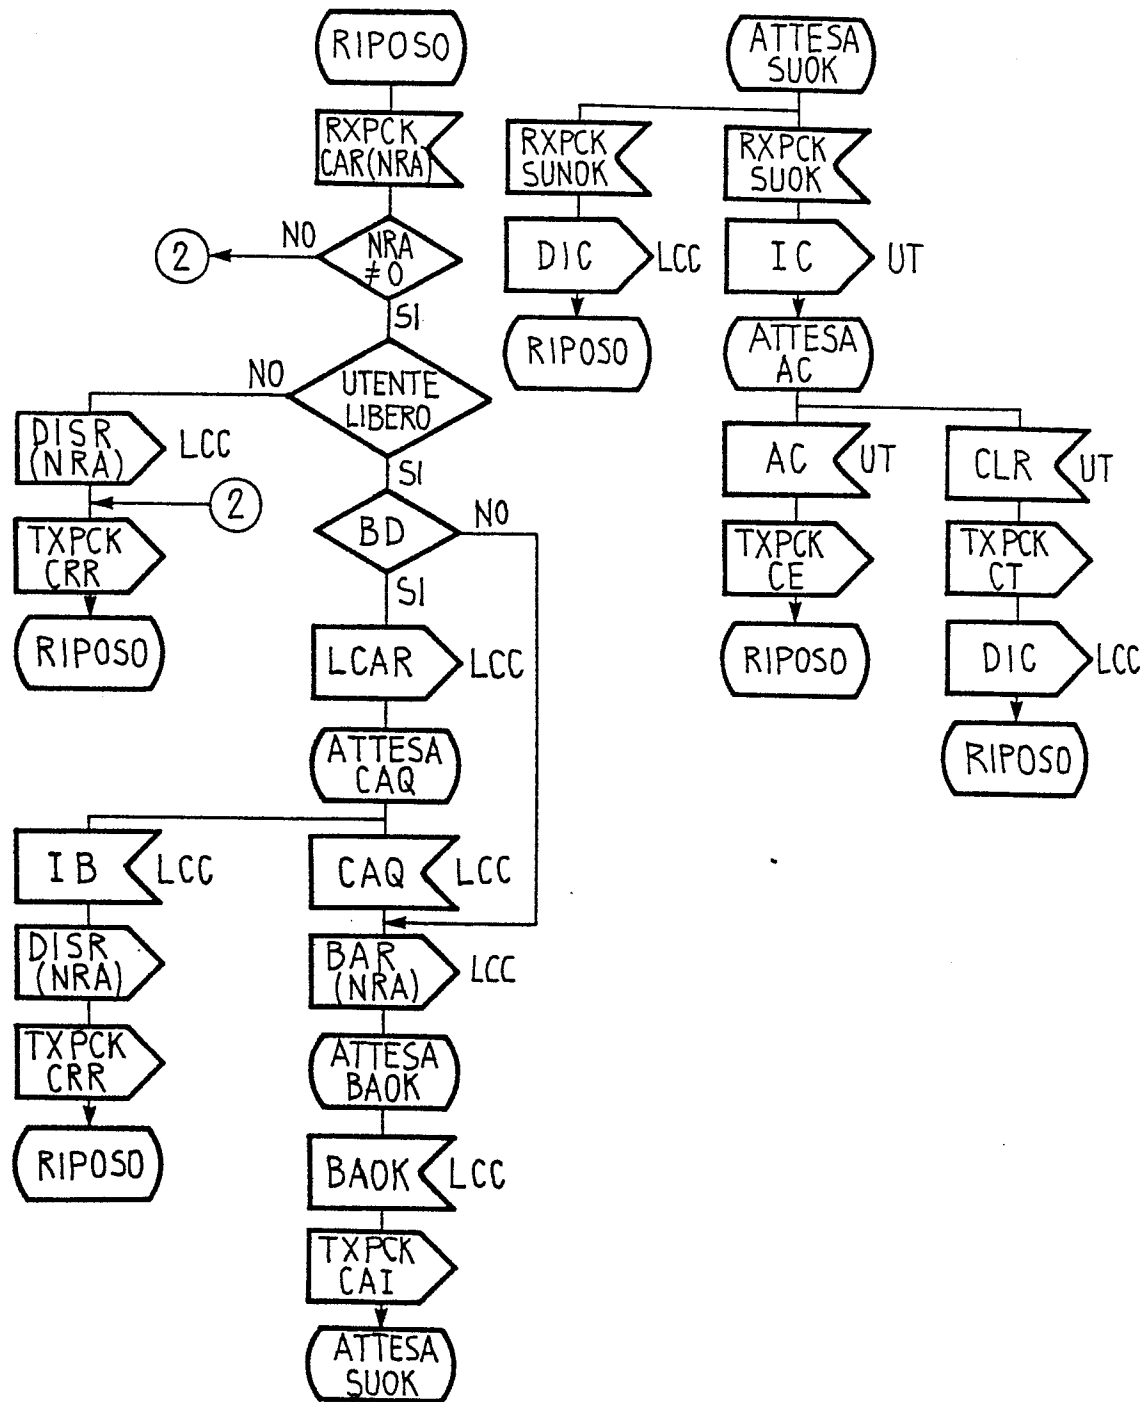 RIPOSO
RXPCK
CAR(NRA)
NRA
≠0
NO
2
SI
UTENTE
LIBERO
NO
DISR
(NRA)
LCC
2
TXPCK
CRR
RIPOSO
SI
BD
NO
SI
LCAR
LCC
ATTESA
CAQ
IB
LCC
DISR
(NRA)
TXPCK
CRR
RIPOSO
CAQ
LCC
BAR
(NRA)
LCC
ATTESA
BAOK
BAOK
LCC
TXPCK
CAI
ATTESA
SUOK
ATTESA
SUOK
RXPCK
SUNOK
DIC
LCC
RIPOSO
RXPCK
SUOK
IC
UT
ATTESA
AC
AC
UT
TXPCK
CE
RIPOSO
CLR
UT
TXPCK
CT
DIC
LCC
RIPOSO